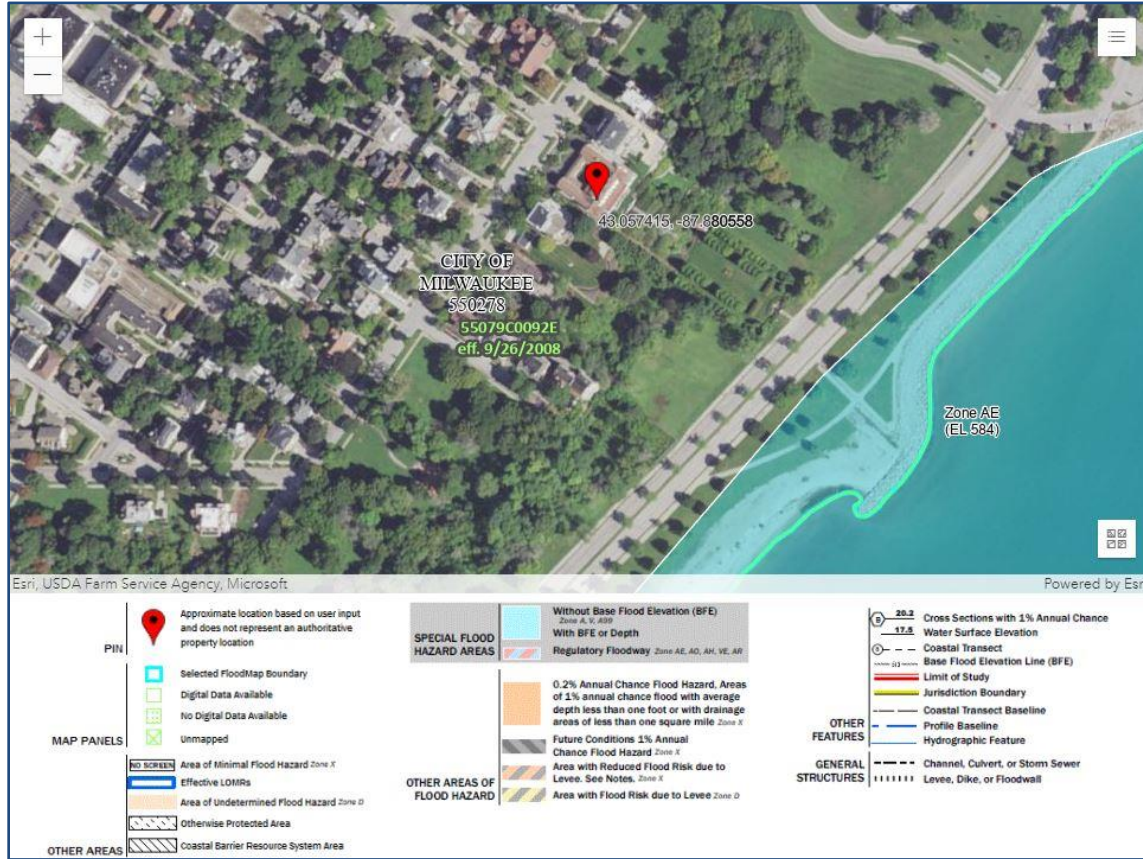 +
−
43.057415, -87.880558
CITY OF
MILWAUKEE
550278
55079C0092E
eff. 9/26/2008
Zone AE
(EL 584)
Esri, USDA Farm Service Agency, Microsoft
Powered by Esr
PIN
Approximate location based on user input
and does not represent an authoritative
property location
MAP PANELS
Selected FloodMap Boundary
Digital Data Available
No Digital Data Available
Unmapped
OTHER AREAS
NO SCREEN Area of Minimal Flood Hazard Zone X
Effective LOMRs
Area of Undetermined Flood Hazard Zone D
Otherwise Protected Area
Coastal Barrier Resource System Area
SPECIAL FLOOD
HAZARD AREAS
Without Base Flood Elevation (BFE)
Zone A, V, A99
With BFE or Depth
Regulatory Floodway Zone AE, AO, AH, VE, AR
OTHER AREAS OF
FLOOD HAZARD
0.2% Annual Chance Flood Hazard, Areas
of 1% annual chance flood with average
depth less than one foot or with drainage
areas of less than one square mile Zone X
Future Conditions 1% Annual
Chance Flood Hazard Zone X
Area with Reduced Flood Risk due to
Levee. See Notes. Zone X
Area with Flood Risk due to Levee Zone D
OTHER
FEATURES
20.2 Cross Sections with 1% Annual Chance
17.5 Water Surface Elevation
Coastal Transect
Base Flood Elevation Line (BFE)
Limit of Study
Jurisdiction Boundary
Coastal Transect Baseline
Profile Baseline
Hydrographic Feature
GENERAL
STRUCTURES
Channel, Culvert, or Storm Sewer
Levee, Dike, or Floodwall